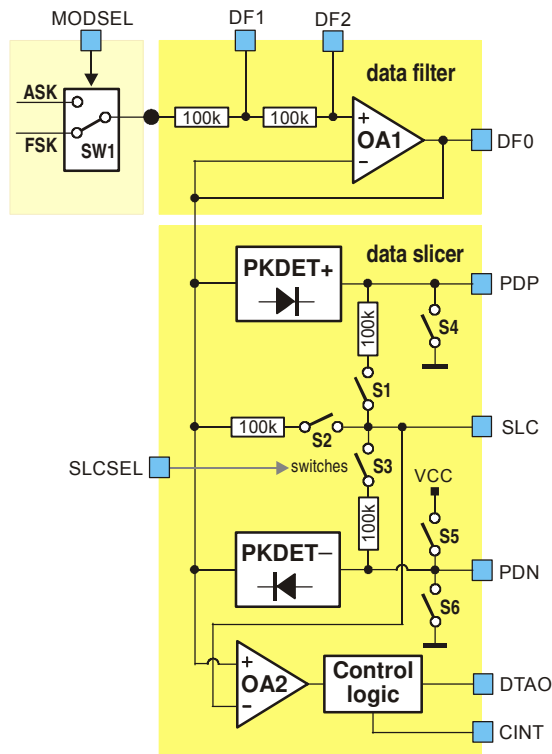 MODSEL
DF1
DF2
ASK
FSK
SW1
data filter
100k
100k
+
−
OA1
DF0
data slicer
PKDET+
PDP
100k
S4
S1
100k
S2
SLC
SLCSEL
switches
S3
VCC
100k
S5
PKDET−
PDN
S6
+
−
OA2
Control
logic
DTAO
CINT